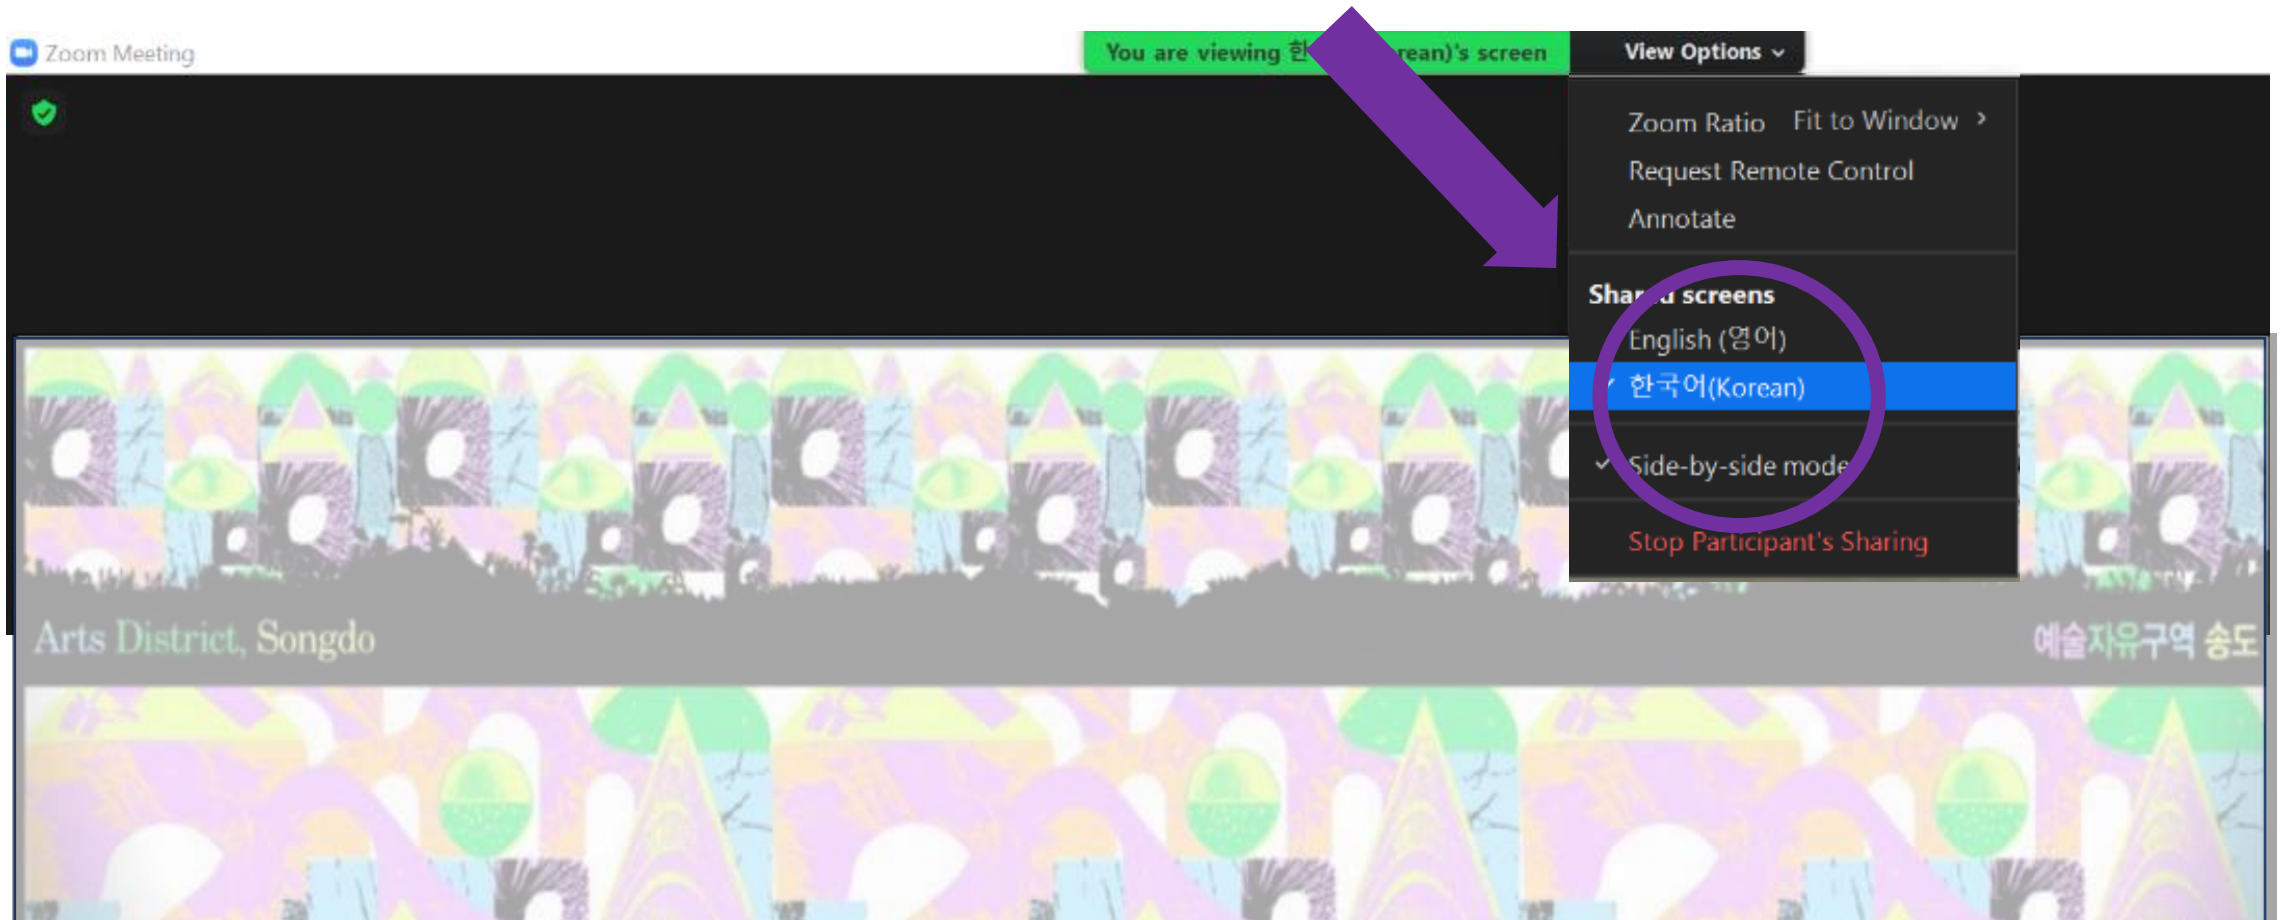 Zoom Meeting
You are viewing 한 rean)'s screen
View Options
Zoom Ratio Fit to Window
Request Remote Control
Annotate
Shared screens
English (영어)
한국어(Korean)
Side-by-side mode
Stop Participant's Sharing
Arts District, Songdo
예술자유구역 송도